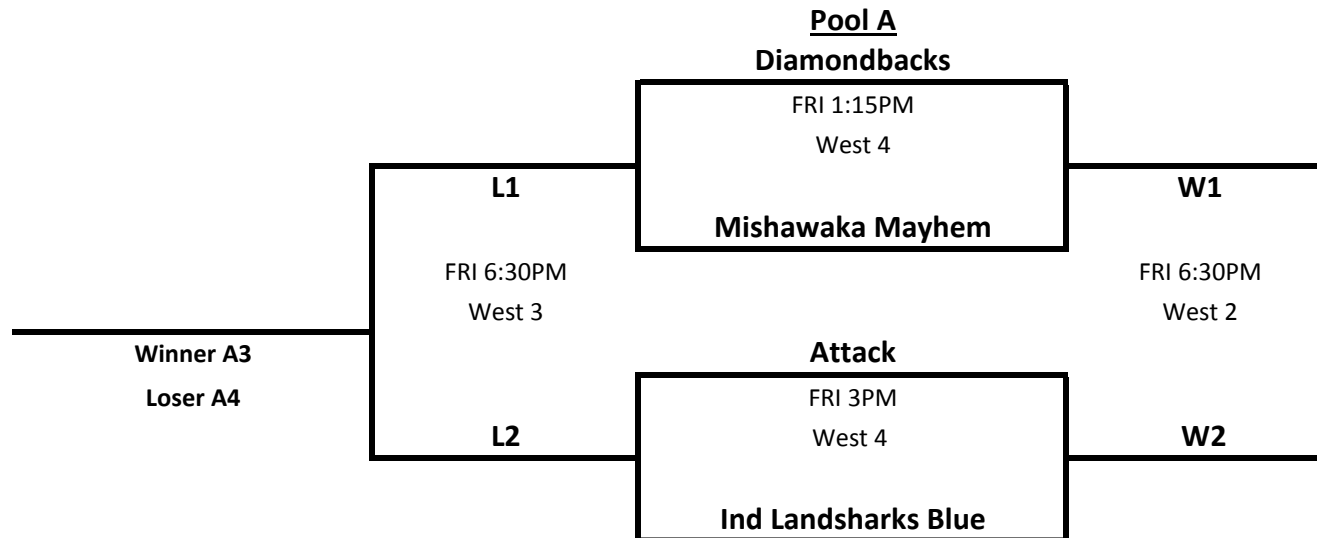 Pool A
Diamondbacks
FRI 1:15PM
West 4
L1
W1
Mishawaka Mayhem
FRI 6:30PM
West 3
FRI 6:30PM
West 2
Winner A3
Loser A4
Attack
FRI 3PM
West 4
L2
W2
Ind Landsharks Blue